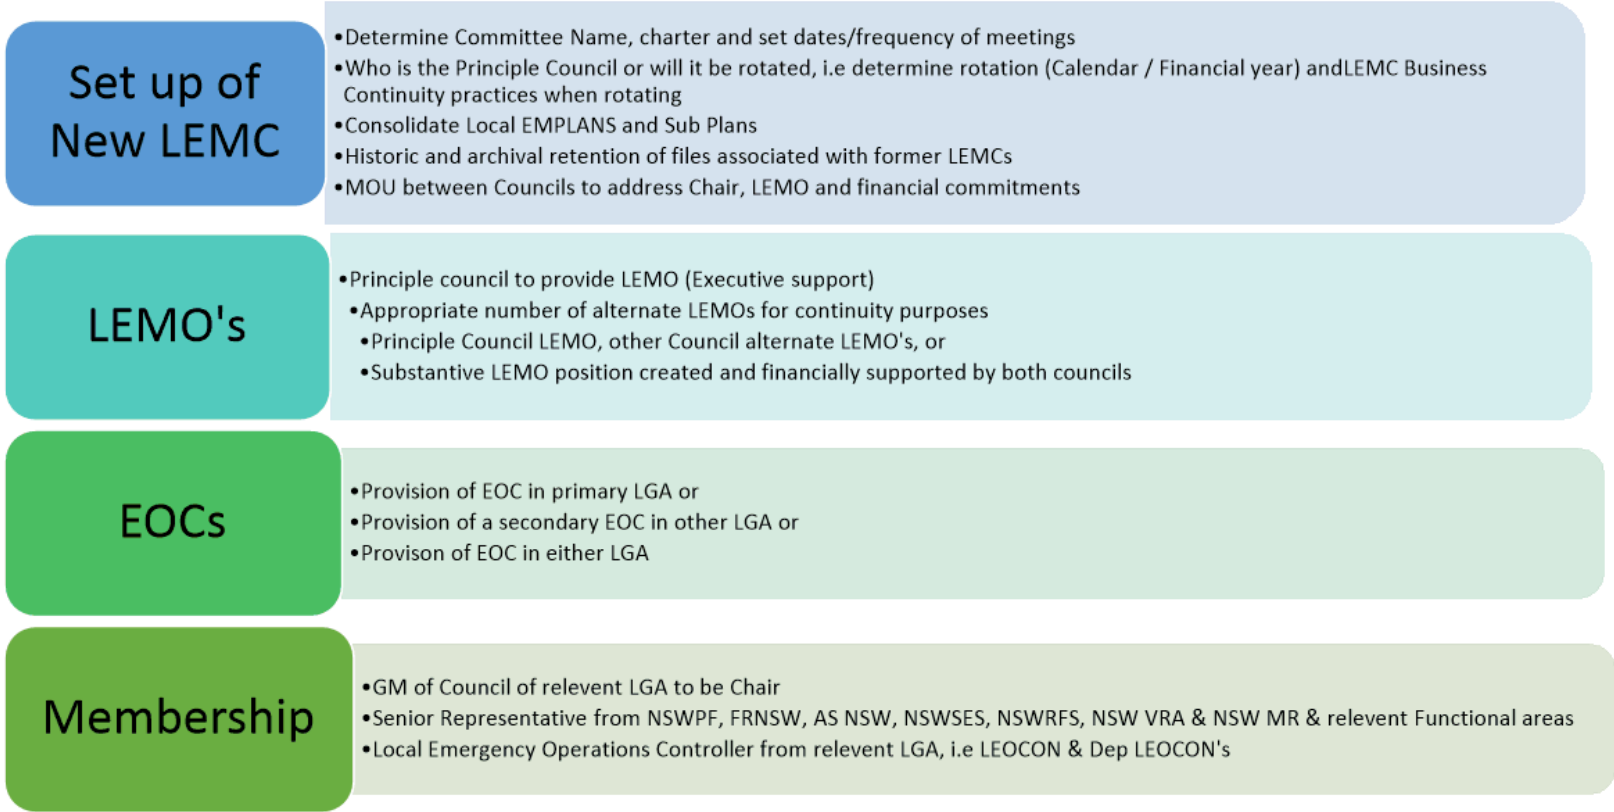 Set up of
New LEMC
•Determine Committee Name, charter and set dates/frequency of meetings
•Who is the Principle Council or will it be rotated, i.e determine rotation (Calendar / Financial year) andLEMC Business
Continuity practices when rotating
•Consolidate Local EMPLANS and Sub Plans
•Historic and archival retention of files associated with former LEMCs
•MOU between Councils to address Chair, LEMO and financial commitments
LEMO's
•Principle council to provide LEMO (Executive support)
•Appropriate number of alternate LEMOs for continuity purposes
•Principle Council LEMO, other Council alternate LEMO's, or
•Substantive LEMO position created and financially supported by both councils
EOCs
•Provision of EOC in primary LGA or
•Provision of a secondary EOC in other LGA or
•Provison of EOC in either LGA
Membership
•GM of Council of relevent LGA to be Chair
•Senior Representative from NSWPF, FRNSW, AS NSW, NSWSES, NSWRFS, NSW VRA & NSW MR & relevent Functional areas
•Local Emergency Operations Controller from relevent LGA, i.e LEOCON & Dep LEOCON's